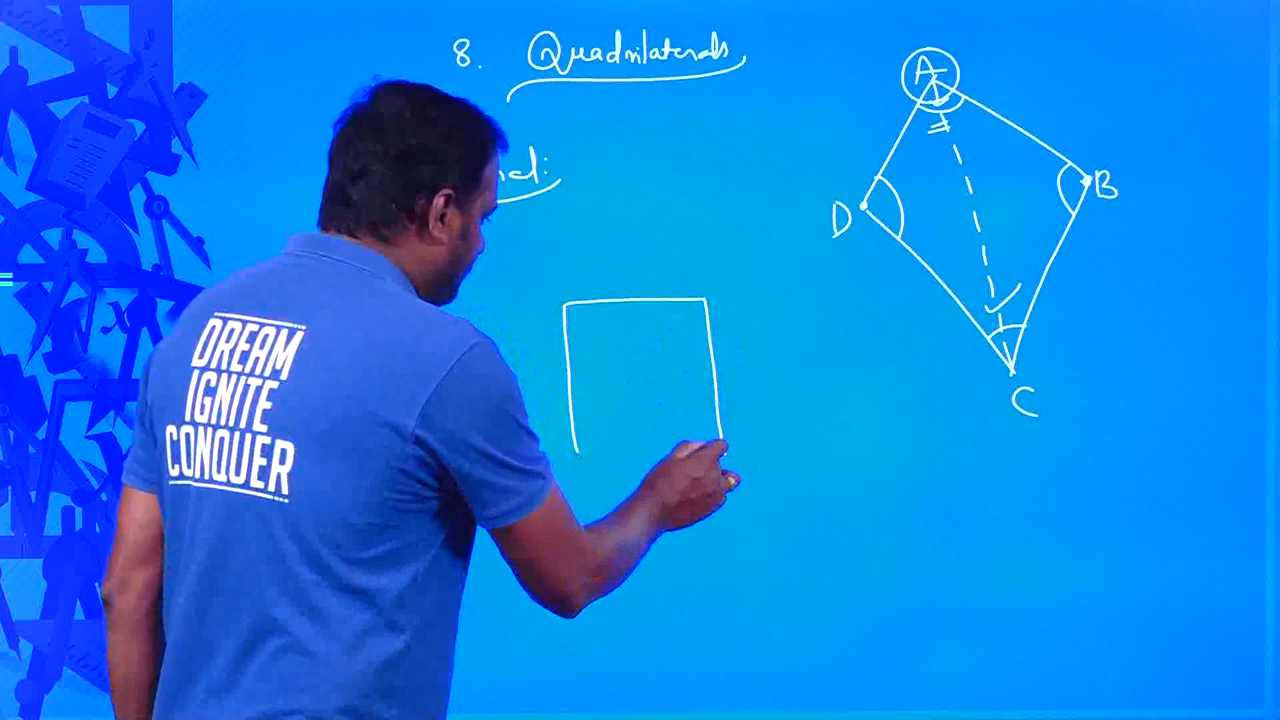 8. Quadrilaterals
A
D
B
C
DREAM
IGNITE
CONQUER